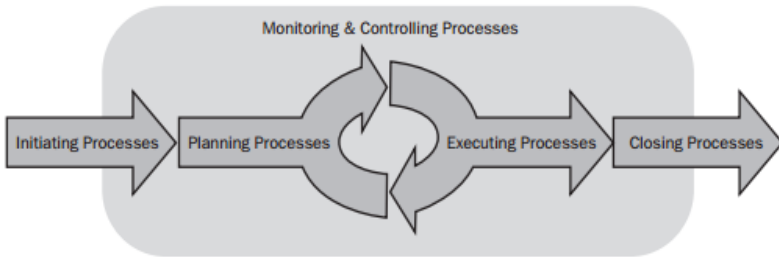 Monitoring & Controlling Processes
Initiating Processes
Planning Processes
Executing Processes
Closing Processes